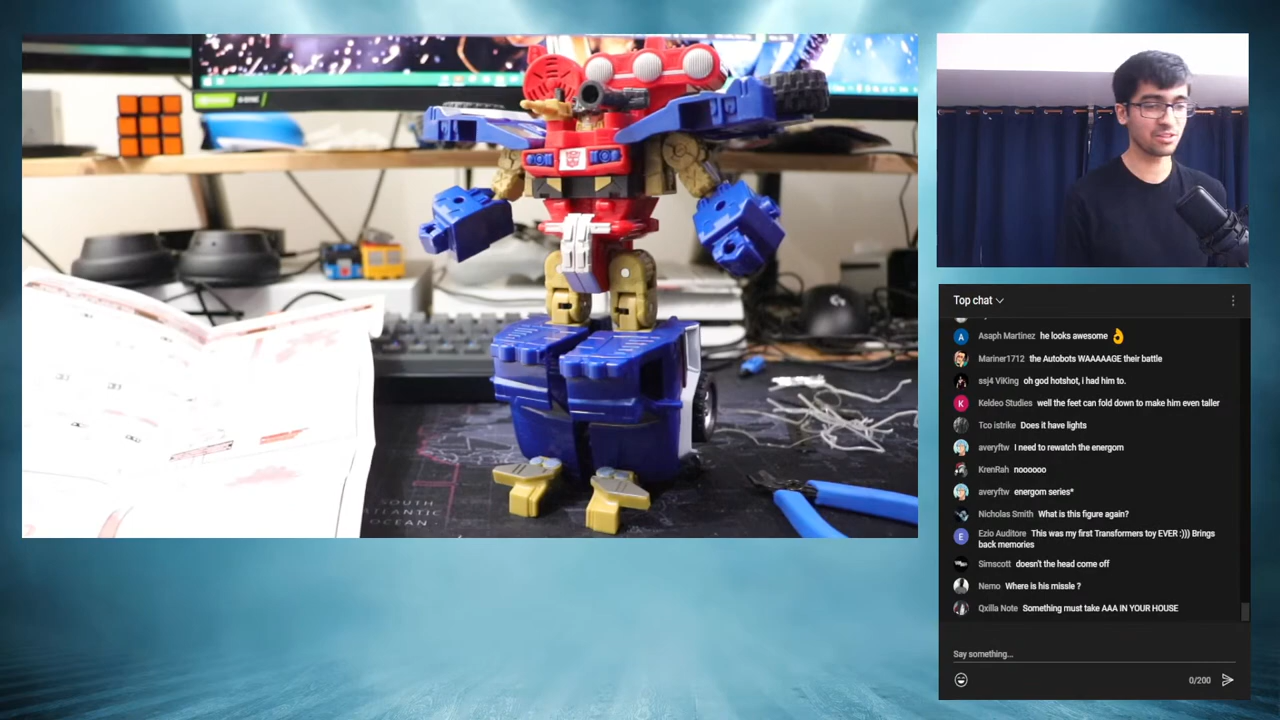 G-SYNC
SOUTH
ATLANTIC
OCEAN
Top chat
Asaph Martinez he looks awesome 👌
Mariner1712 the Autobots WAAAAAGE their battle
ssj4 ViKing oh god hotshot, i had him to.
K Keldeo Studies well the feet can fold down to make him even taller
Tco istrike Does it have lights
averyftw I need to rewatch the energom
KrenRah noooooo
averyftw energom series*
Nicholas Smith What is this figure again?
E Ezio Auditore This was my first Transformers toy EVER :))) Brings
back memories
Simscott doesn't the head come off
Nemo Where is his missle ?
Qxilla Note Something must take AAA IN YOUR HOUSE
Say something...
0/200